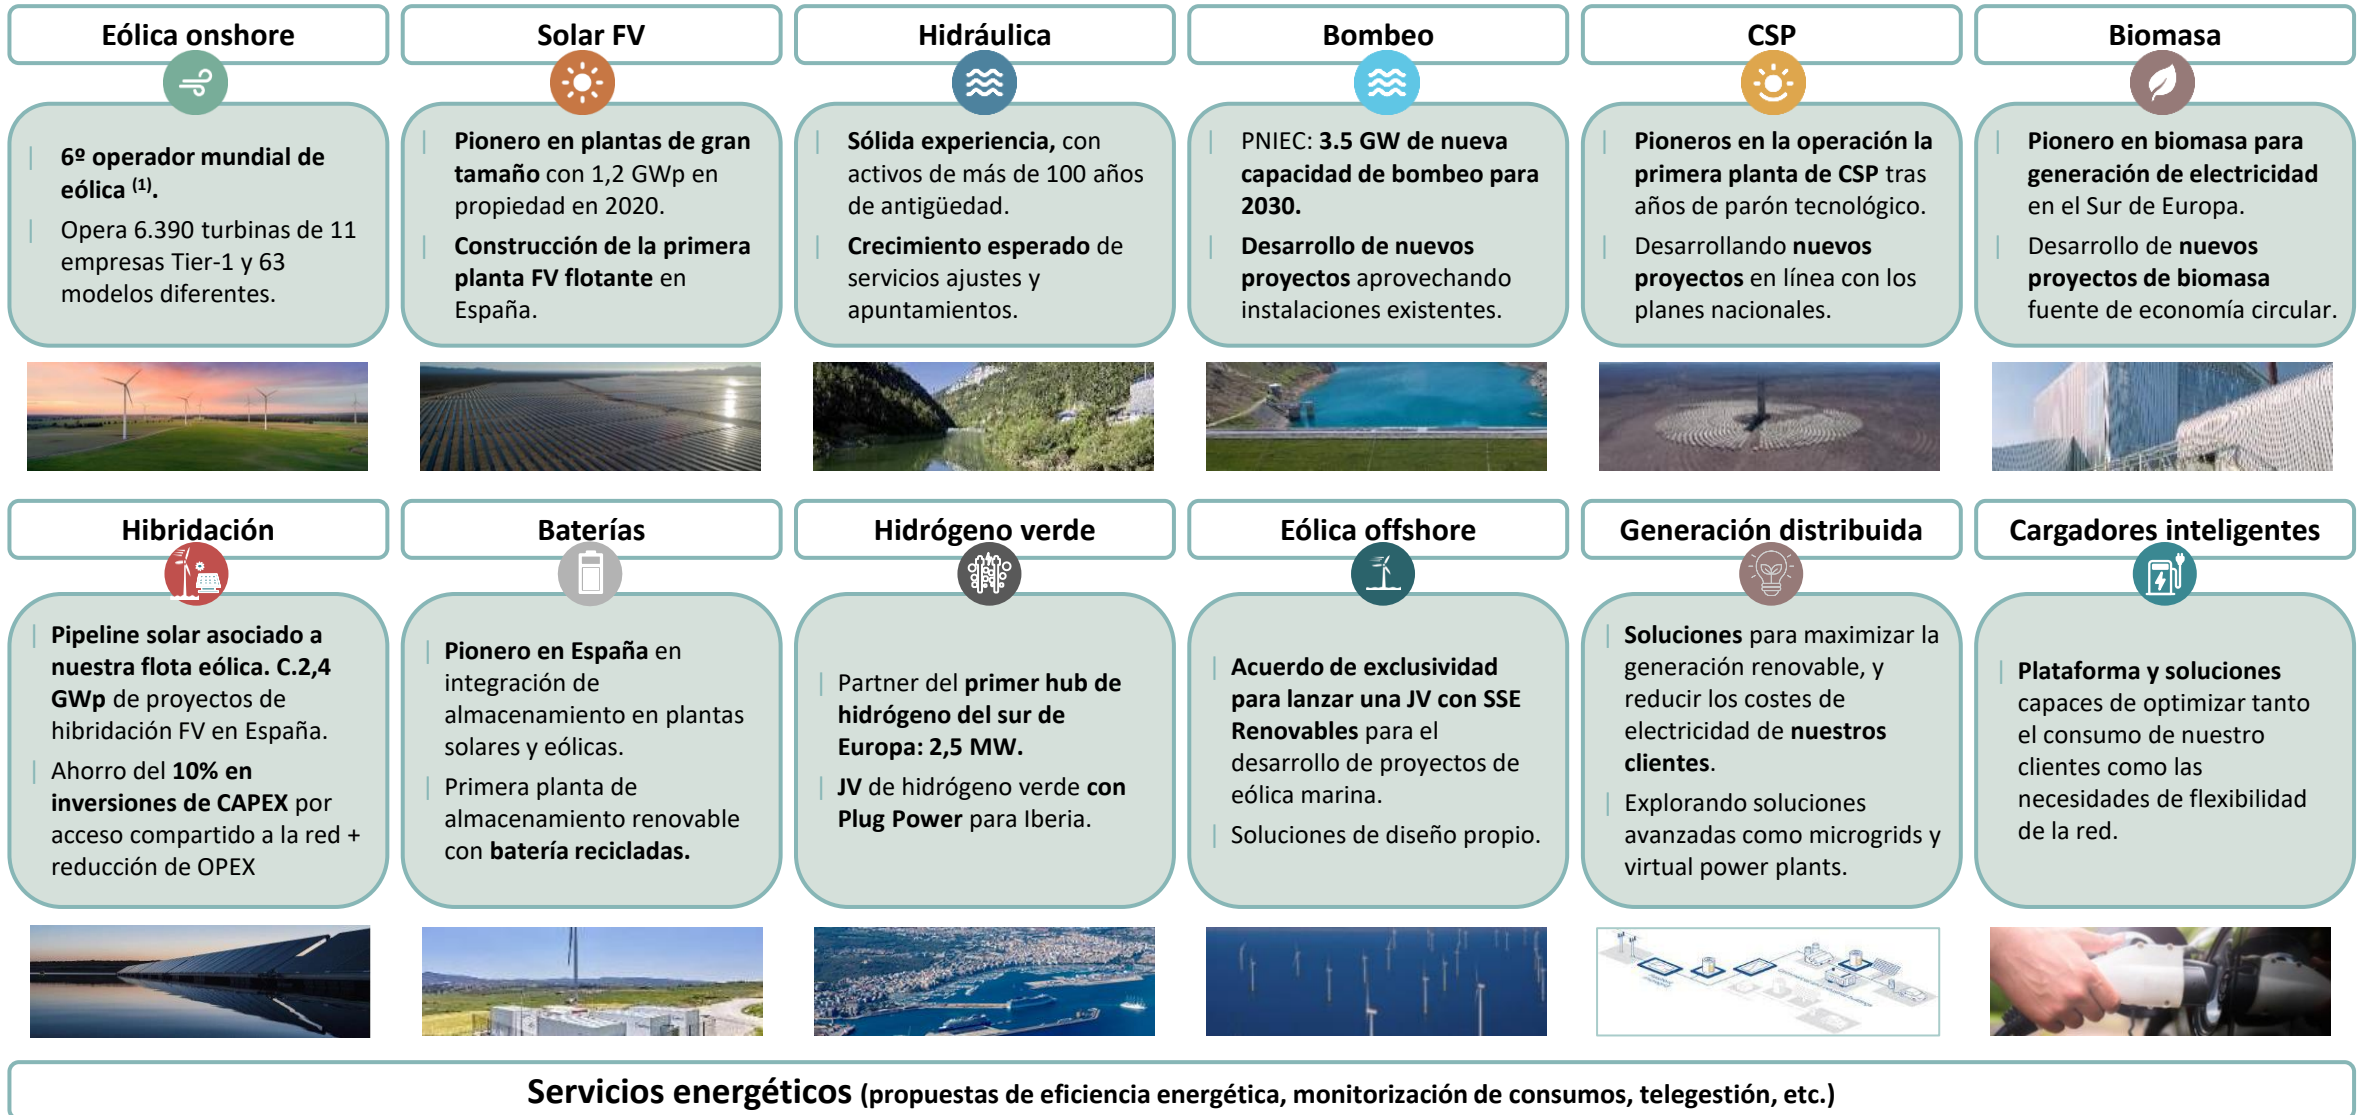 Eólica onshore
6º operador mundial de
eólica (1).
Opera 6.390 turbinas de 11
empresas Tier-1 y 63
modelos diferentes.
Solar FV
Pionero en plantas de gran
tamaño con 1,2 GWp en
propiedad en 2020.
Construcción de la primera
planta FV flotante en
España.
Hidráulica
Sólida experiencia, con
activos de más de 100 años
de antigüedad.
Crecimiento esperado de
servicios ajustes y
apuntamientos.
Bombeo
PNIEC: 3.5 GW de nueva
capacidad de bombeo para
2030.
Desarrollo de nuevos
proyectos aprovechando
instalaciones existentes.
CSP
Pioneros en la operación la
primera planta de CSP tras
años de parón tecnológico.
Desarrollando nuevos
proyectos en línea con los
planes nacionales.
Biomasa
Pionero en biomasa para
generación de electricidad
en el Sur de Europa.
Desarrollo de nuevos
proyectos de biomasa
fuente de economía circular.
Hibridación
Pipeline solar asociado a
nuestra flota eólica. C.2,4
GWp de proyectos de
hibridación FV en España.
Ahorro del 10% en
inversiones de CAPEX por
acceso compartido a la red +
reducción de OPEX
Baterías
Pionero en España en
integración de
almacenamiento en plantas
solares y eólicas.
Primera planta de
almacenamiento renovable
con batería recicladas.
Hidrógeno verde
Partner del primer hub de
hidrógeno del sur de
Europa: 2,5 MW.
JV de hidrógeno verde con
Plug Power para Iberia.
Eólica offshore
Acuerdo de exclusividad
para lanzar una JV con SSE
Renovables para el
desarrollo de proyectos de
eólica marina.
Soluciones de diseño propio.
Generación distribuida
Soluciones para maximizar la
generación renovable, y
reducir los costes de
electricidad de nuestros
clientes.
Explorando soluciones
avanzadas como microgrids y
virtual power plants.
Cargadores inteligentes
Plataforma y soluciones
capaces de optimizar tanto
el consumo de nuestro
clientes como las
necesidades de flexibilidad
de la red.
Servicios energéticos (propuestas de eficiencia energética, monitorización de consumos, telegestión, etc.)